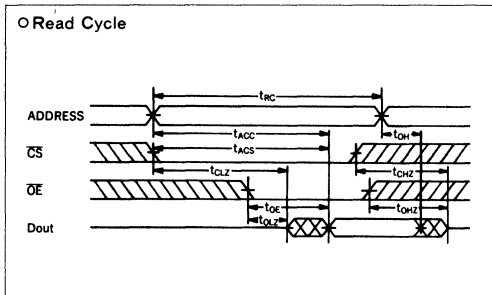 ○ Read Cycle
tRC
ADDRESS
tACC
tOH
CS
tACS
tCLZ
tCHZ
OE
tOE
tOHZ
tOLZ
Dout